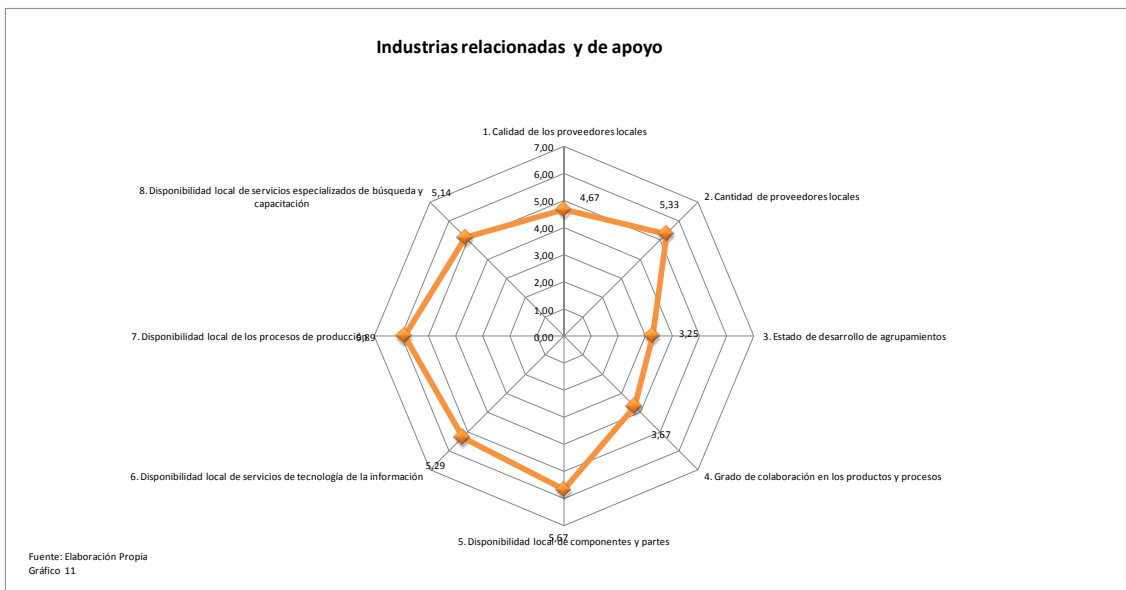 Industrias relacionadas y de apoyo
1. Calidad de los proveedores locales
7,00
6,00
5,00
4,00
3,00
2,00
1,00
0,00
4,67
5,33
2. Cantidad de proveedores locales
3,25
3. Estado de desarrollo de agrupamientos
3,67
4. Grado de colaboración en los productos y procesos
5,67
5. Disponibilidad local de componentes y partes
5,29
6. Disponibilidad local de servicios de tecnología de la información
5,89
7. Disponibilidad local de los procesos de producción
5,14
8. Disponibilidad local de servicios especializados de búsqueda y
capacitación
Fuente: Elaboración Propia
Gráfico 11